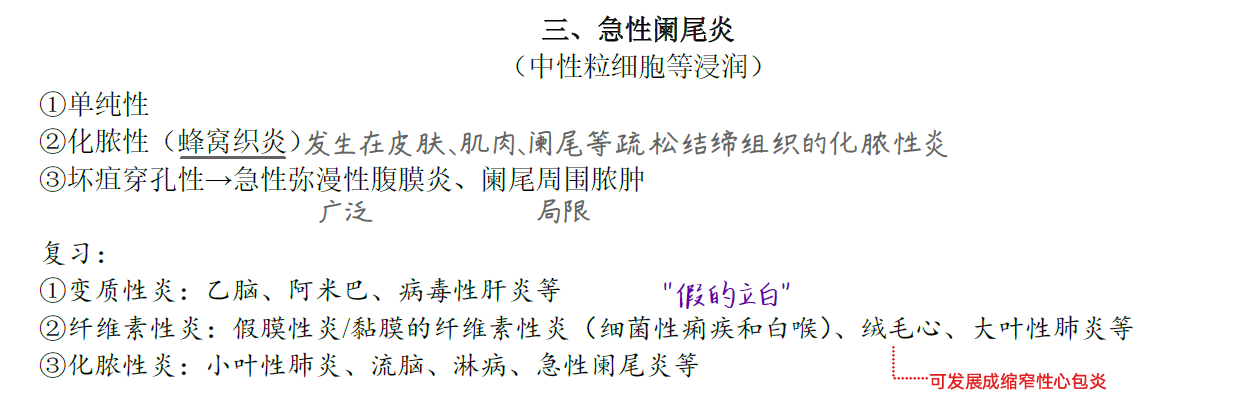 三、急性阑尾炎
（中性粒细胞等浸润）
①单纯性
②化脓性（蜂窝织炎）发生在皮肤、肌肉、阑尾等疏松结缔组织的化脓性炎
③坏疽穿孔性→急性弥漫性腹膜炎、阑尾周围脓肿
广泛 局限
复习：
①变质性炎：乙脑、阿米巴、病毒性肝炎等 "假的立白"
②纤维素性炎：假膜性炎/黏膜的纤维素性炎（细菌性痢疾和白喉）、绒毛心、大叶性肺炎等
③化脓性炎：小叶性肺炎、流脑、淋病、急性阑尾炎等
可发展成缩窄性心包炎